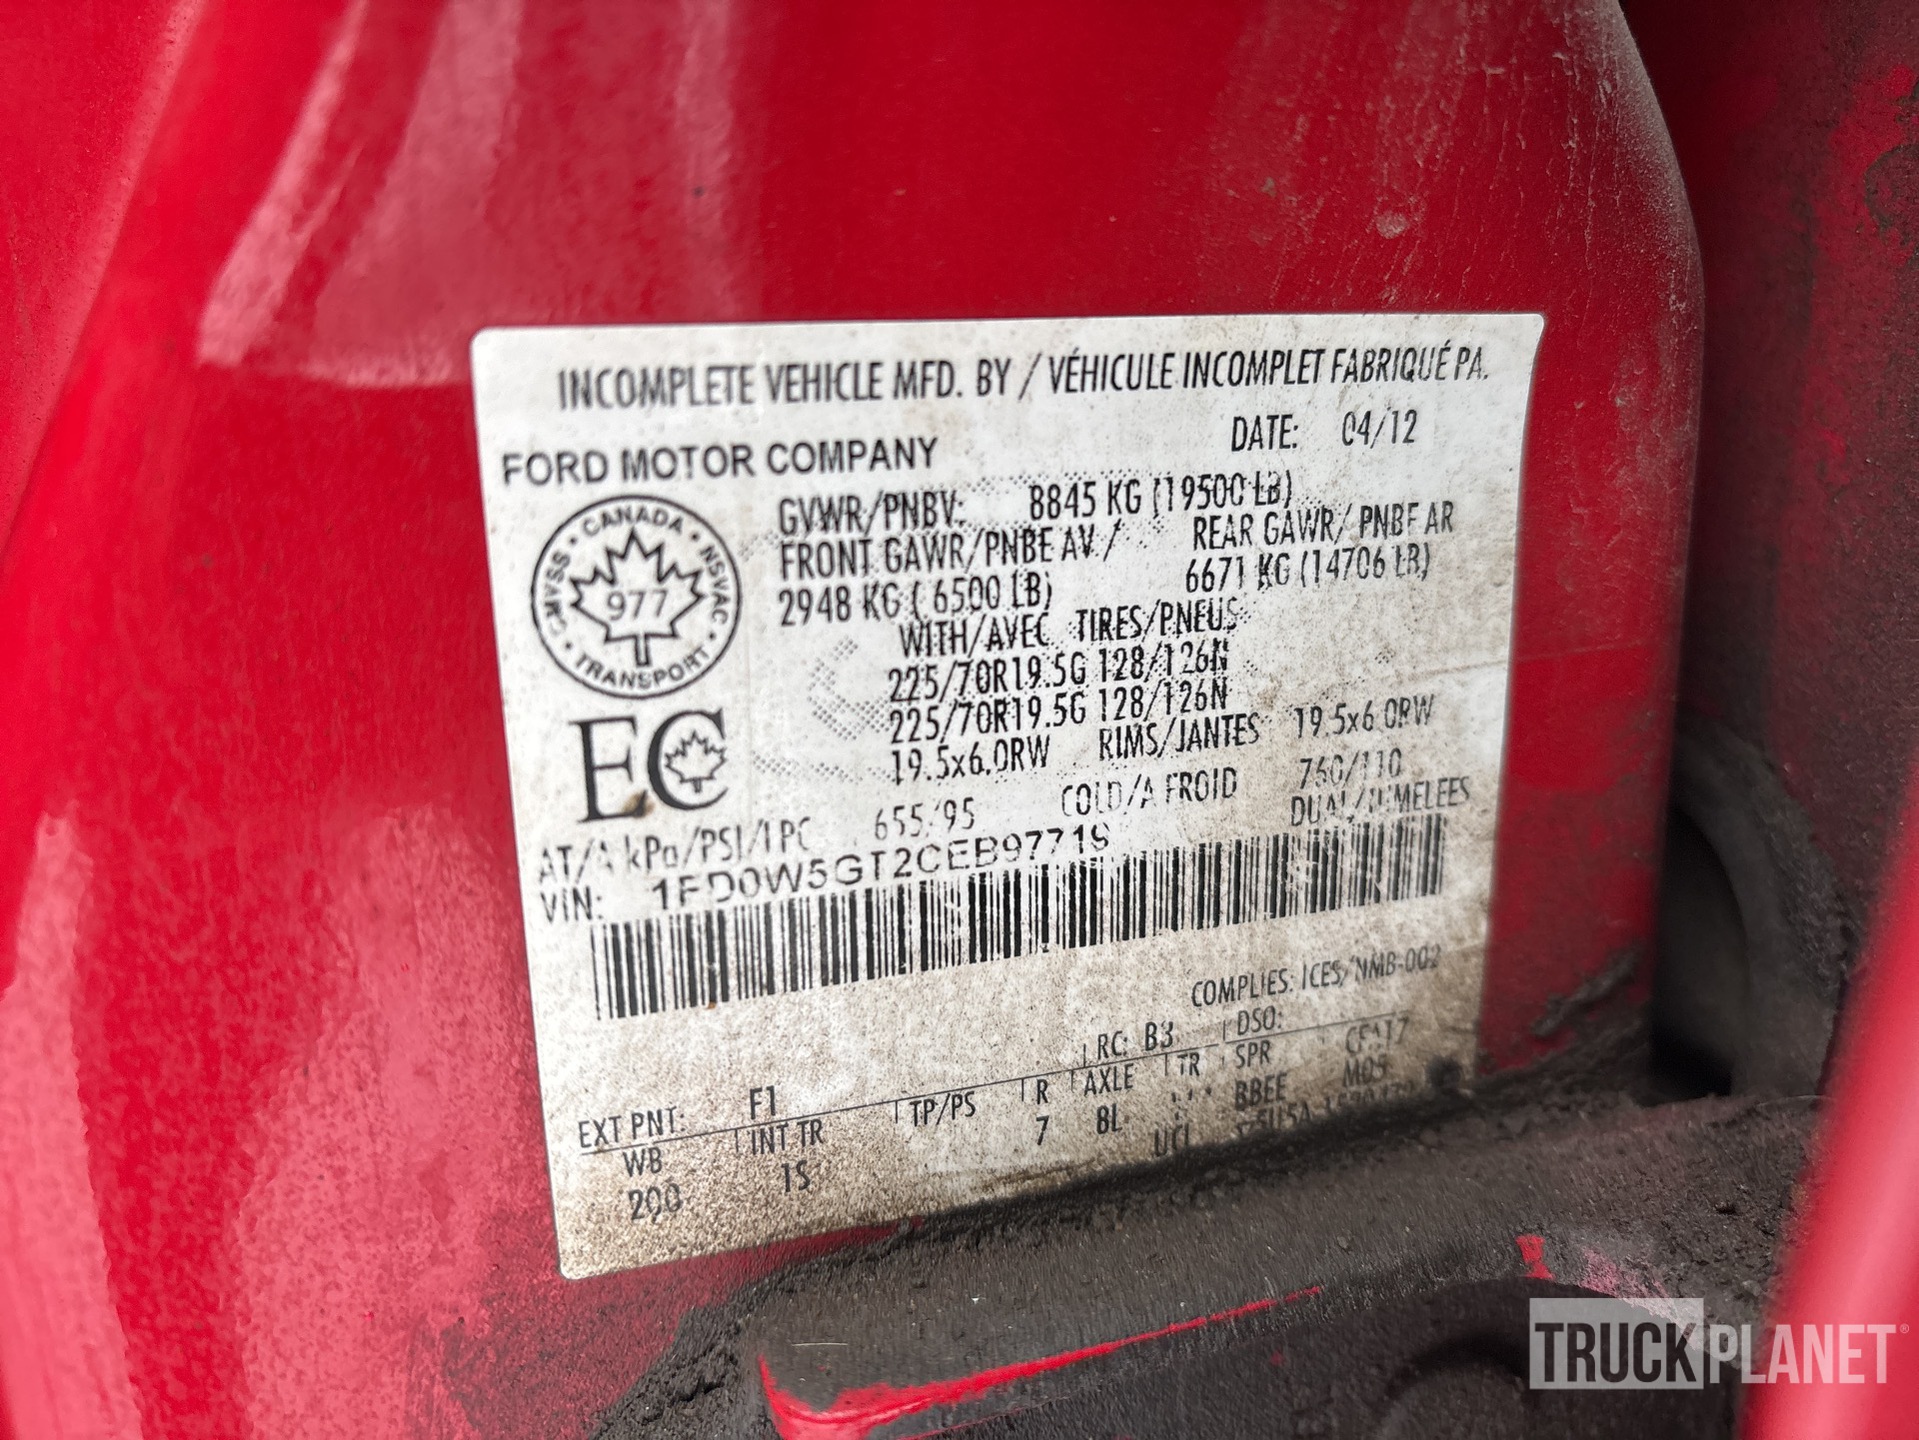 INCOMPLETE VEHICLE MFD. BY / VÉHICULE INCOMPLET FABRIQUÉ PA.
FORD MOTOR COMPANY
DATE: 04/12
GVWR/PNBV: 8845 KG (19500 LB)
FRONT GAWR/PNBE AV / REAR GAWR/ PNBE AR
2948 KG ( 6500 LB) 6671 KG (14706 LB)
WITH/AVEC TIRES/PNEUS
225/70R19.5G 128/126N
225/70R19.5G 128/126N
19.5x6.0RW RIMS/JANTES 19.5x6.0RW
AT/A kPa/PSI/LPC 655/95 COLD/A FROID 760/110
DUAL/JUMELEES
VIN: 1FD0W5GT2CEB97719
CANADA
CMVSS NSVAC
977
TRANSPORT
EC
COMPLIES: ICES/NMB-002
EXT PNT: F1 RC: B3 DSO:
WB INT TR TP/PS R AXLE TR SPR
200 1S 7 8L BBEE M05
UCL
TRUCKPLANET®